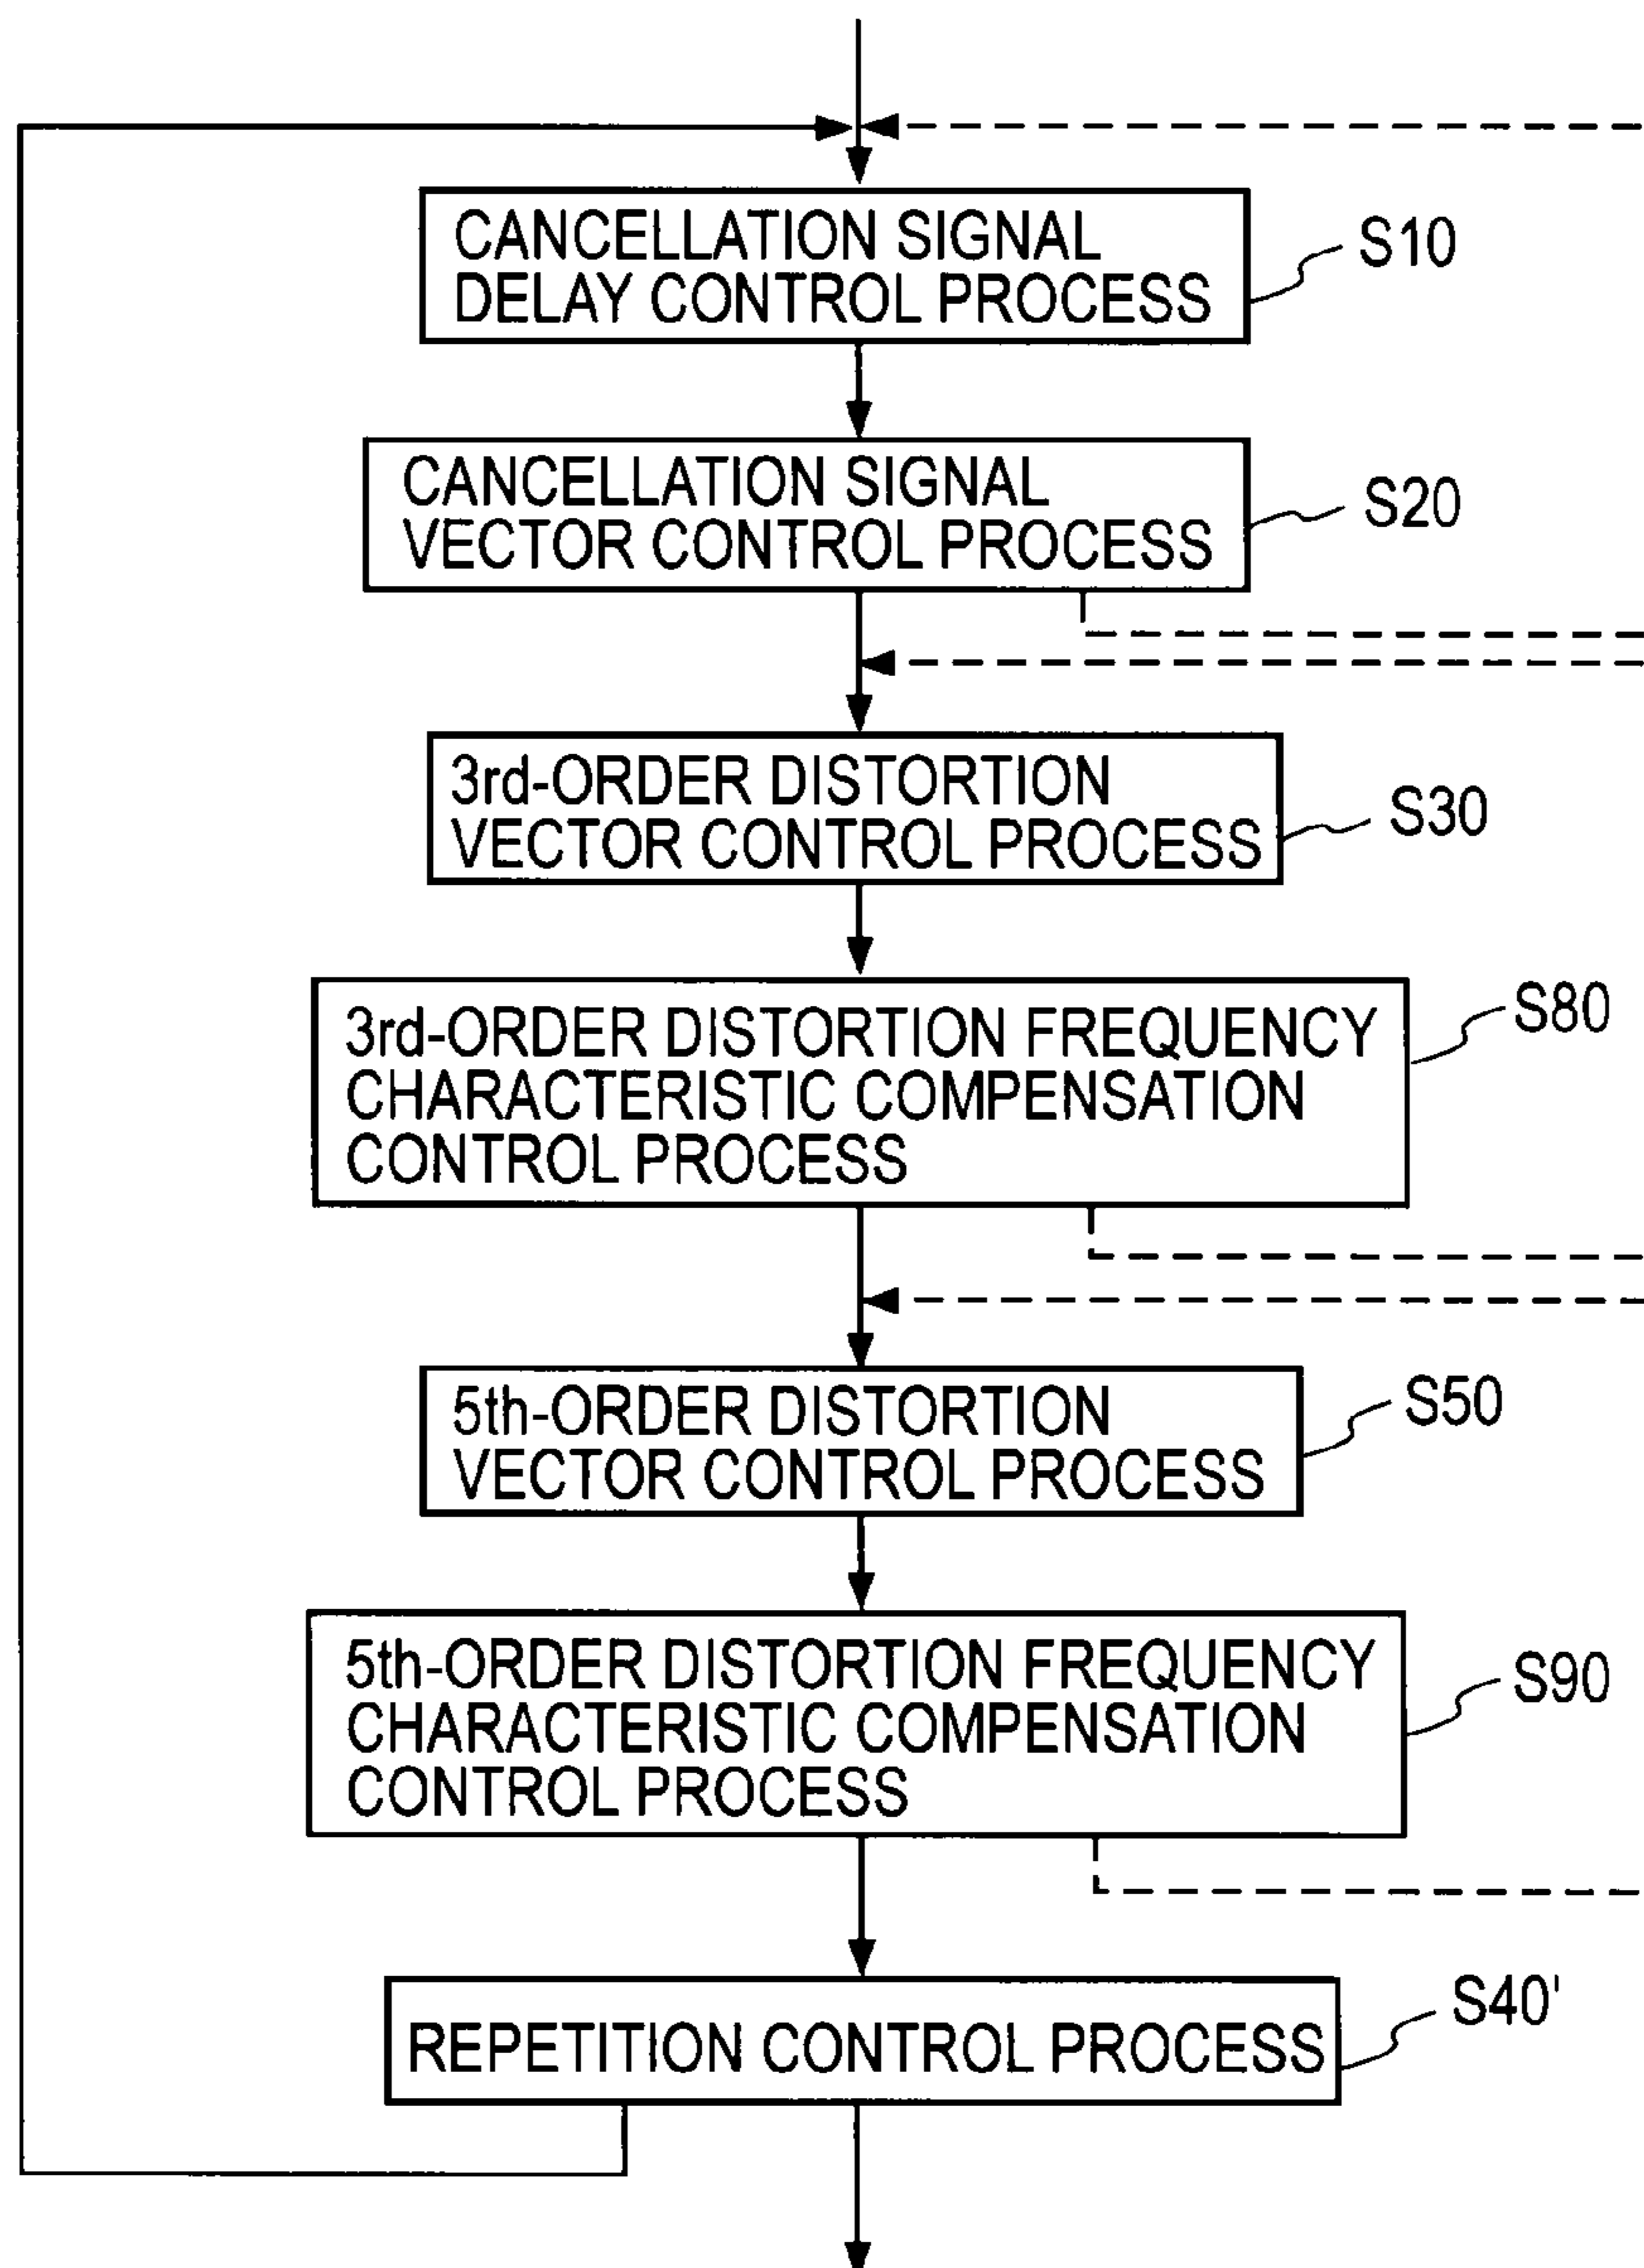 CANCELLATION SIGNAL
DELAY CONTROL PROCESS
S10
CANCELLATION SIGNAL
VECTOR CONTROL PROCESS
S20
3rd-ORDER DISTORTION
VECTOR CONTROL PROCESS
S30
3rd-ORDER DISTORTION FREQUENCY
CHARACTERISTIC COMPENSATION
CONTROL PROCESS
S80
5th-ORDER DISTORTION
VECTOR CONTROL PROCESS
S50
5th-ORDER DISTORTION FREQUENCY
CHARACTERISTIC COMPENSATION
CONTROL PROCESS
S90
REPETITION CONTROL PROCESS
S40'